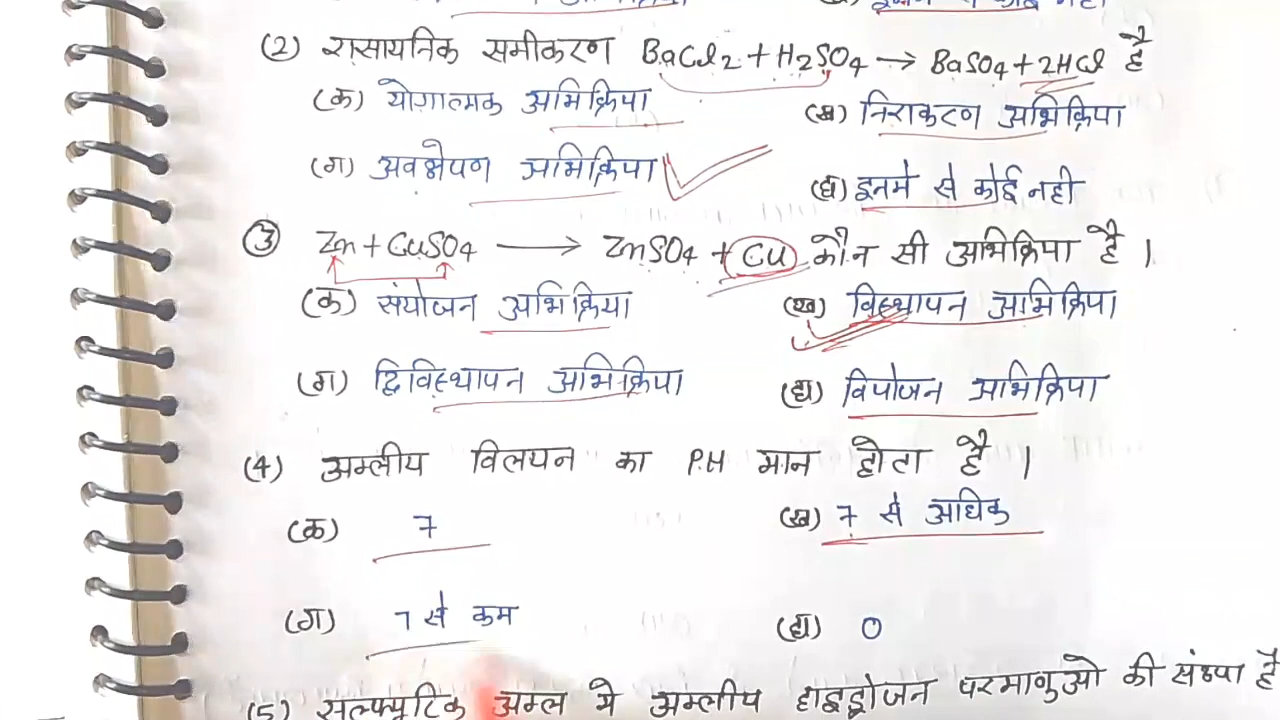 (2) रासायनिक समीकरण BaCl2 + H2SO4 → BaSO4 + 2HCl है
(क) योगात्मक अभिक्रिया (ख) निराकरण अभिक्रिया
(ग) अवक्षेपण अभिक्रिया (घ) इनमे से कोई नही
③ Zn + CuSO4 → ZnSO4 + Cu कौन सी अभिक्रिया है ।
(क) संयोजन अभिक्रिया (ख) विस्थापन अभिक्रिया
(ग) द्विविस्थापन अभिक्रिया (घ) वियोजन अभिक्रिया
(4) अम्लीय विलयन का P.H मान होता है ।
(क) 7 (ख) 7 से अधिक
(ग) 7 से कम (घ) 0
(5) सल्फ्यूरिक अम्ल मे अम्लीय हाइड्रोजन परमाणुओ की संख्या है